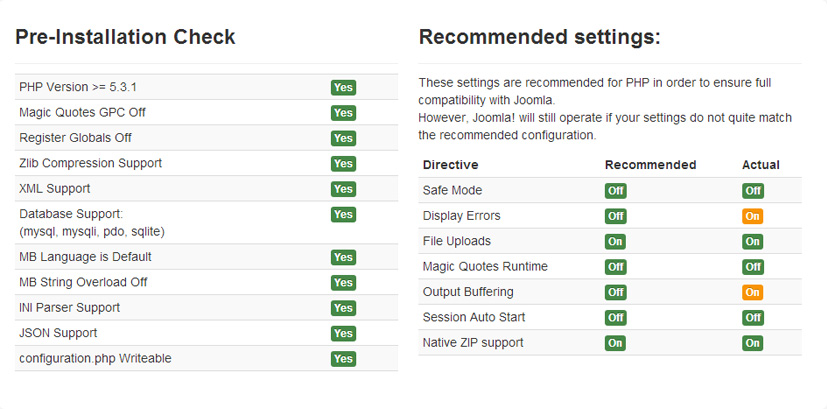 Pre-Installation Check
PHP Version >= 5.3.1 Yes
Magic Quotes GPC Off Yes
Register Globals Off Yes
Zlib Compression Support Yes
XML Support Yes
Database Support: Yes
(mysql, mysqli, pdo, sqlite)
MB Language is Default Yes
MB String Overload Off Yes
INI Parser Support Yes
JSON Support Yes
configuration.php Writeable Yes
Recommended settings:
These settings are recommended for PHP in order to ensure full
compatibility with Joomla.
However, Joomla! will still operate if your settings do not quite match
the recommended configuration.
Directive Recommended Actual
Safe Mode Off Off
Display Errors Off On
File Uploads On On
Magic Quotes Runtime Off Off
Output Buffering Off On
Session Auto Start Off Off
Native ZIP support On On